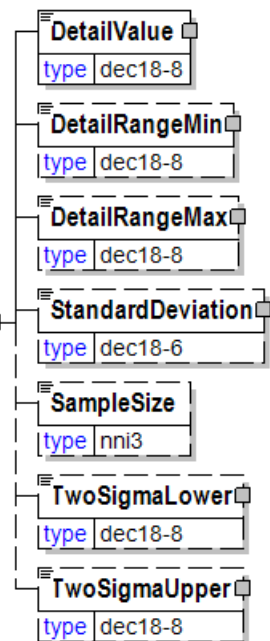 DetailValue
type dec18-8
DetailRangeMin
type dec18-8
DetailRangeMax
type dec18-8
StandardDeviation
type dec18-6
SampleSize
type nni3
TwoSigmaLower
type dec18-8
TwoSigmaUpper
type dec18-8